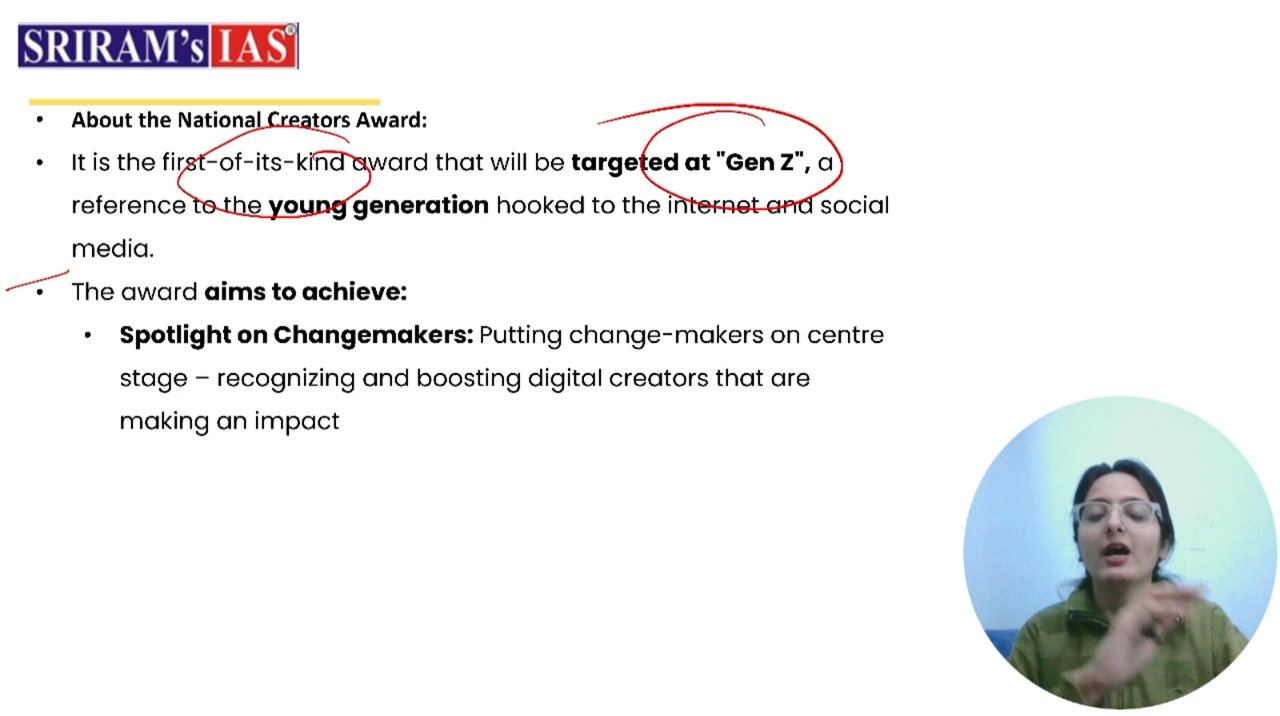 SRIRAM's IAS®
• About the National Creators Award:
• It is the first-of-its-kind award that will be targeted at "Gen Z", a
reference to the young generation hooked to the internet and social
media.
• The award aims to achieve:
• Spotlight on Changemakers: Putting change-makers on centre
stage – recognizing and boosting digital creators that are
making an impact